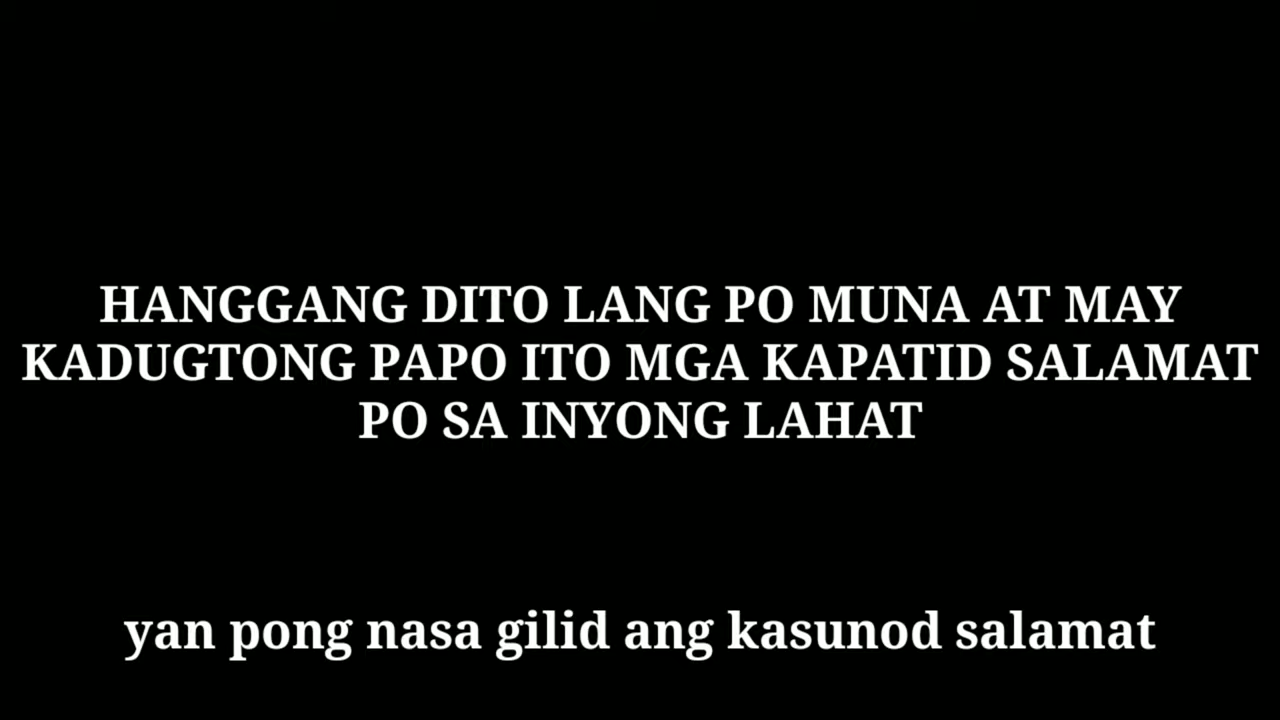 HANGGANG DITO LANG PO MUNA AT MAY
KADUGTONG PAPO ITO MGA KAPATID SALAMAT
PO SA INYONG LAHAT
yan pong nasa gilid ang kasunod salamat